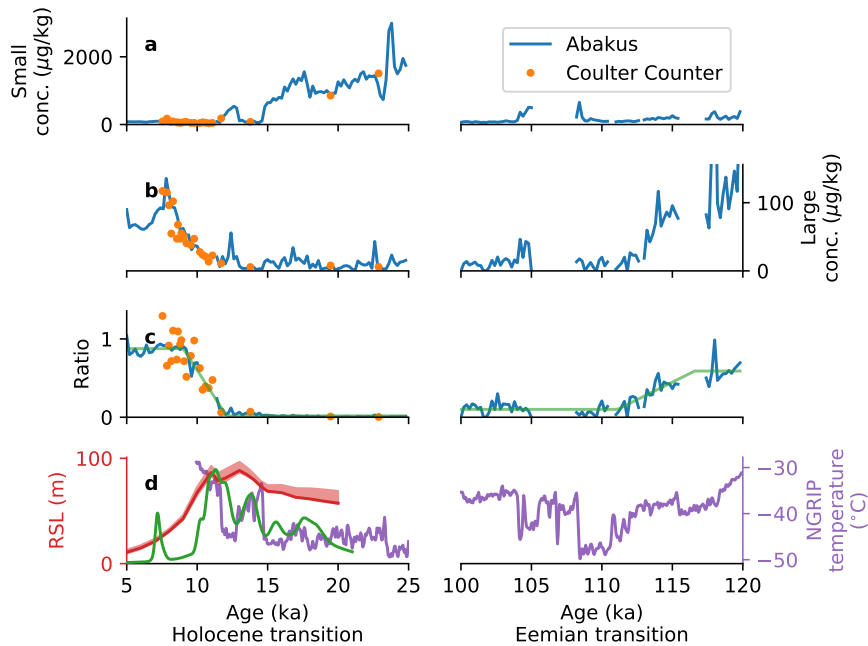 a
Small
conc. (µg/kg)
2000
0
Abakus
Coulter Counter
b
100
0
Large
conc. (µg/kg)
c
Ratio
1
0
d
RSL (m)
100
0
−30
−40
−50
NGRIP
temperature
(°C)
5 10 15 20 25
100 105 110 115 120
Age (ka)
Holocene transition
Age (ka)
Eemian transition